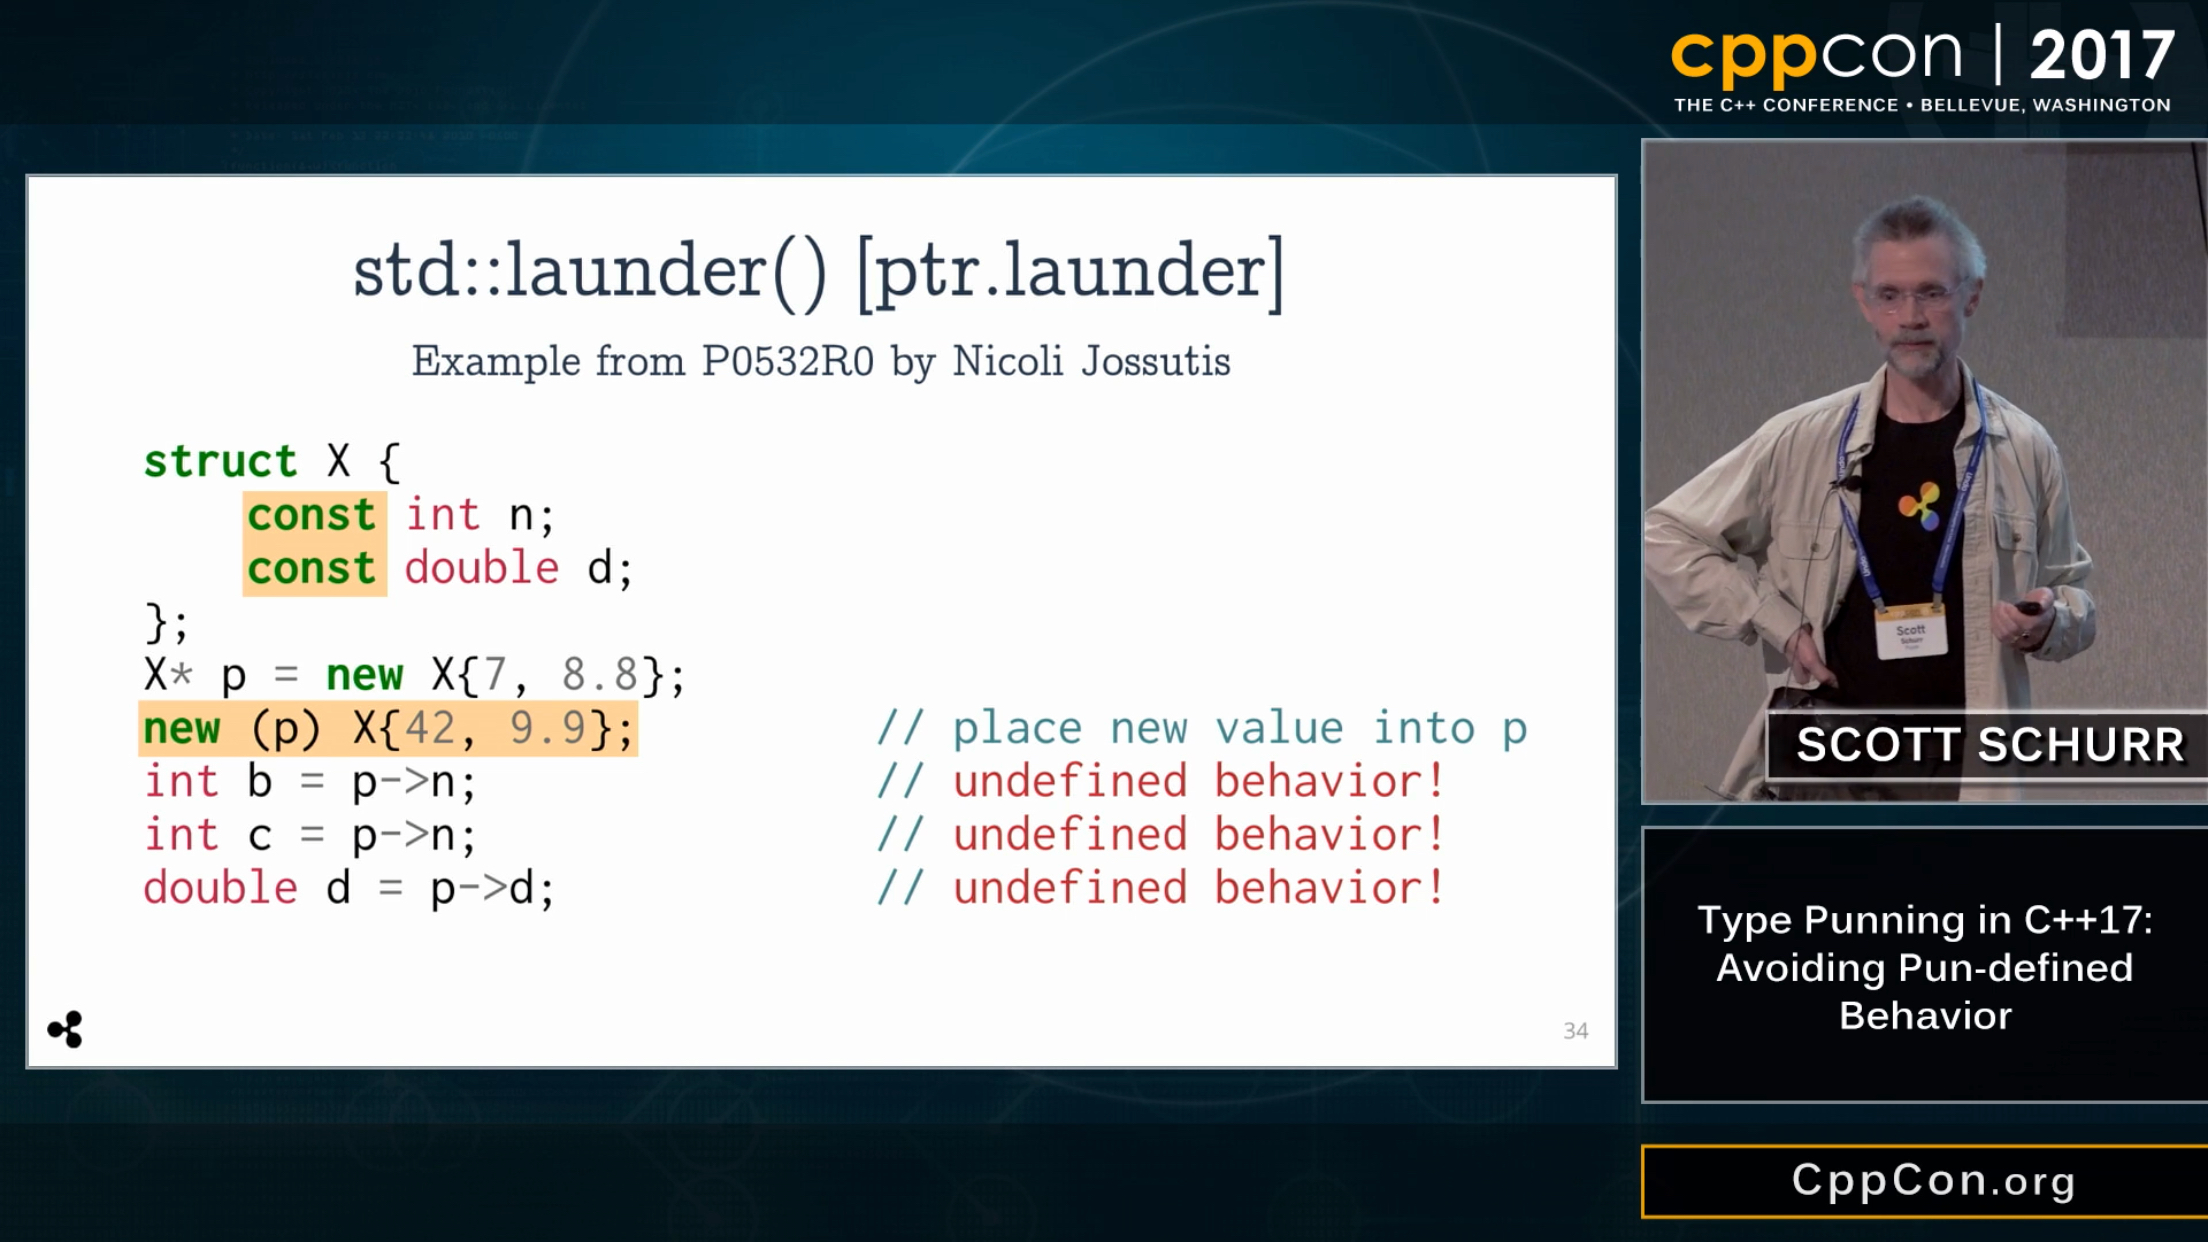 cppcon | 2017
THE C++ CONFERENCE • BELLEVUE, WASHINGTON
std::launder() [ptr.launder]
Example from P0532R0 by Nicoli Jossutis
struct X {
const int n;
const double d;
};
X* p = new X{7, 8.8};
new (p) X{42, 9.9}; // place new value into p
int b = p->n; // undefined behavior!
int c = p->n; // undefined behavior!
double d = p->d; // undefined behavior!
34
Scott
Schurr
SCOTT SCHURR
Type Punning in C++17:
Avoiding Pun-defined
Behavior
CppCon.org